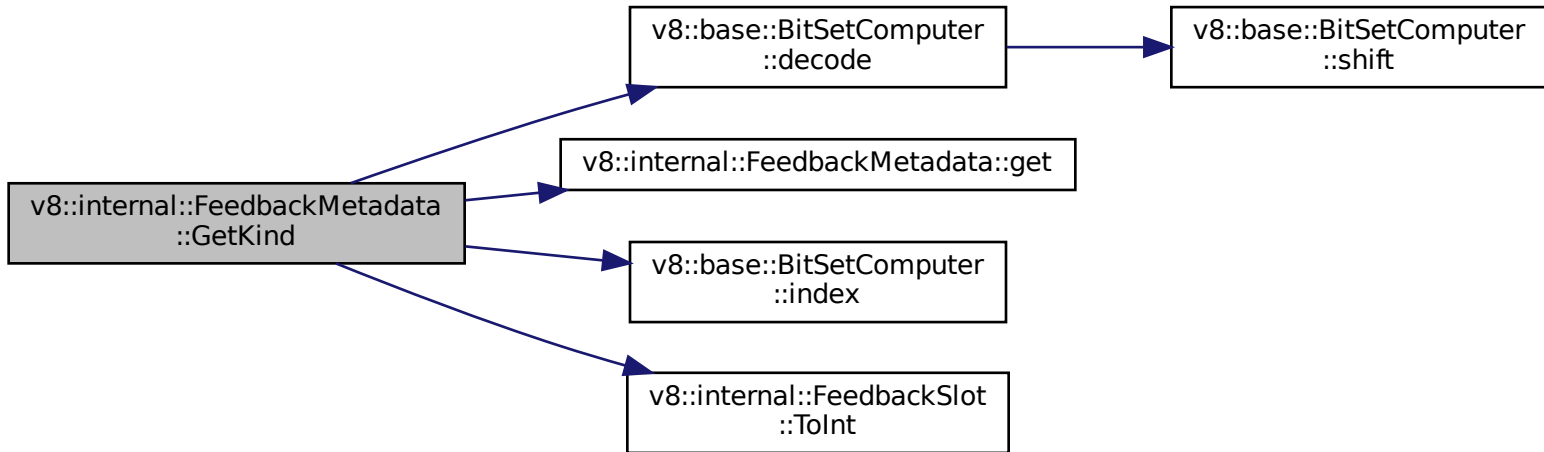 v8::internal::FeedbackMetadata
::GetKind
v8::base::BitSetComputer
::decode
v8::base::BitSetComputer
::shift
v8::internal::FeedbackMetadata::get
v8::base::BitSetComputer
::index
v8::internal::FeedbackSlot
::ToInt